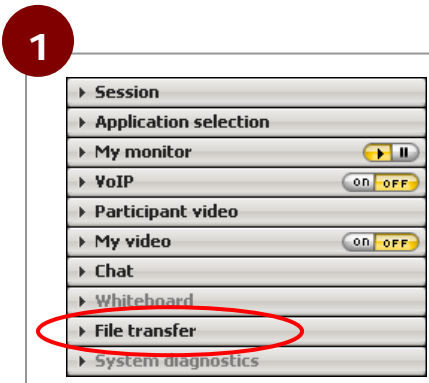 1
Session
Application selection
My monitor
VoIP on OFF
Participant video
My video on OFF
Chat
Whiteboard
File transfer
System diagnostics